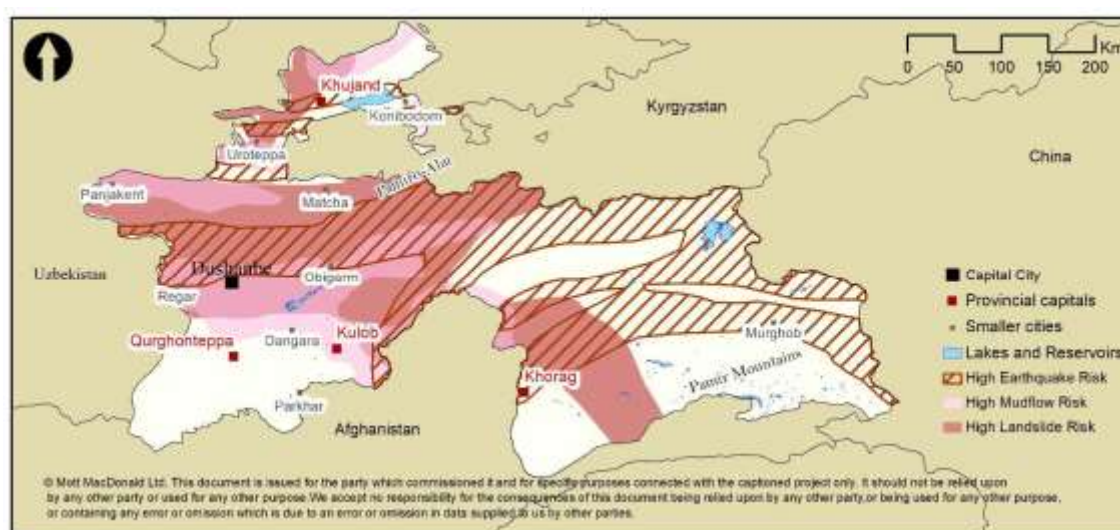 Km
0 50 100 150 200
Khujand
Konibodom
Kyrgyzstan
China
Uroteppa
Panjakent
Matcha
Uzbekistan
Dushanbe
Obigarm
Regar
Qurghonteppa
Dangara
Kulob
Murghob
Khorag
Pamir Mountains
Parkhar
Afghanistan
Capital City
Provincial capitals
Smaller cities
Lakes and Reservoirs
High Earthquake Risk
High Mudflow Risk
High Landslide Risk
© Mott MacDonald Ltd. This document is issued for the party which commissioned it and for specific purposes connected with the captioned project only. It should not be relied upon
by any other party or used for any other purpose.We accept no responsibility for the consequences of this document being relied upon by any other party,or being used for any other purpose,
or containing any error or omission which is due to an error or omission in data supplied to us by other parties.